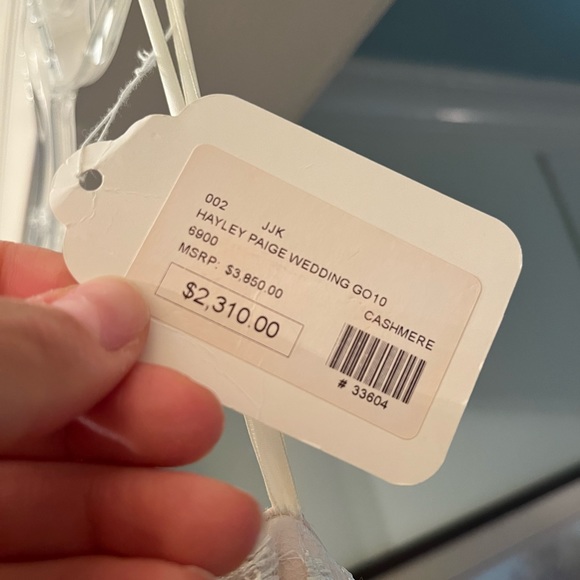 002 JJK
HAYLEY PAIGE WEDDING GO10
6900 CASHMERE
MSRP: $3,850.00
$2,310.00
# 33604